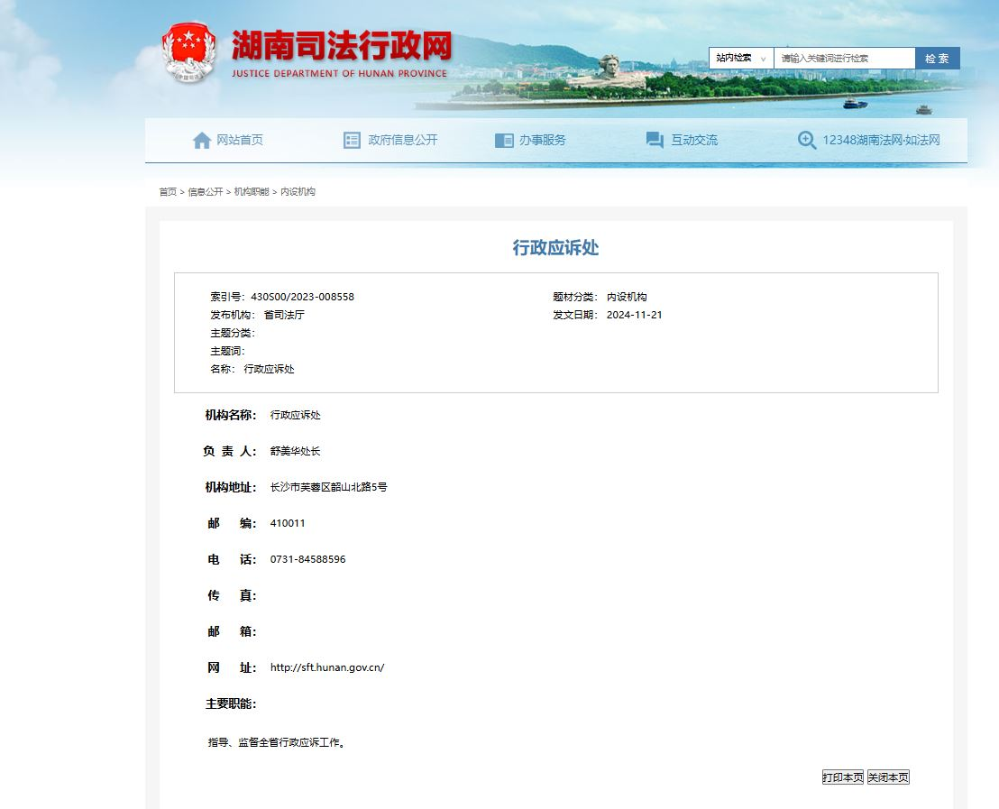 湖南司法行政网
JUSTICE DEPARTMENT OF HUNAN PROVINCE
站内检索 ∨ 请输入关键词进行检索 检 索
网站首页 政府信息公开 办事服务 互动交流 12348湖南法网·如法网
首页 > 信息公开 > 机构职能 > 内设机构
行政应诉处
索引号：430S00/2023-008558 题材分类： 内设机构
发布机构： 省司法厅 发文日期： 2024-11-21
主题分类：
主题词：
名称： 行政应诉处
机构名称： 行政应诉处
负 责 人： 舒美华处长
机构地址： 长沙市芙蓉区韶山北路5号
邮 编： 410011
电 话： 0731-84588596
传 真：
邮 箱：
网 址： http://sft.hunan.gov.cn/
主要职能：
指导、监督全省行政应诉工作。
打印本页 关闭本页